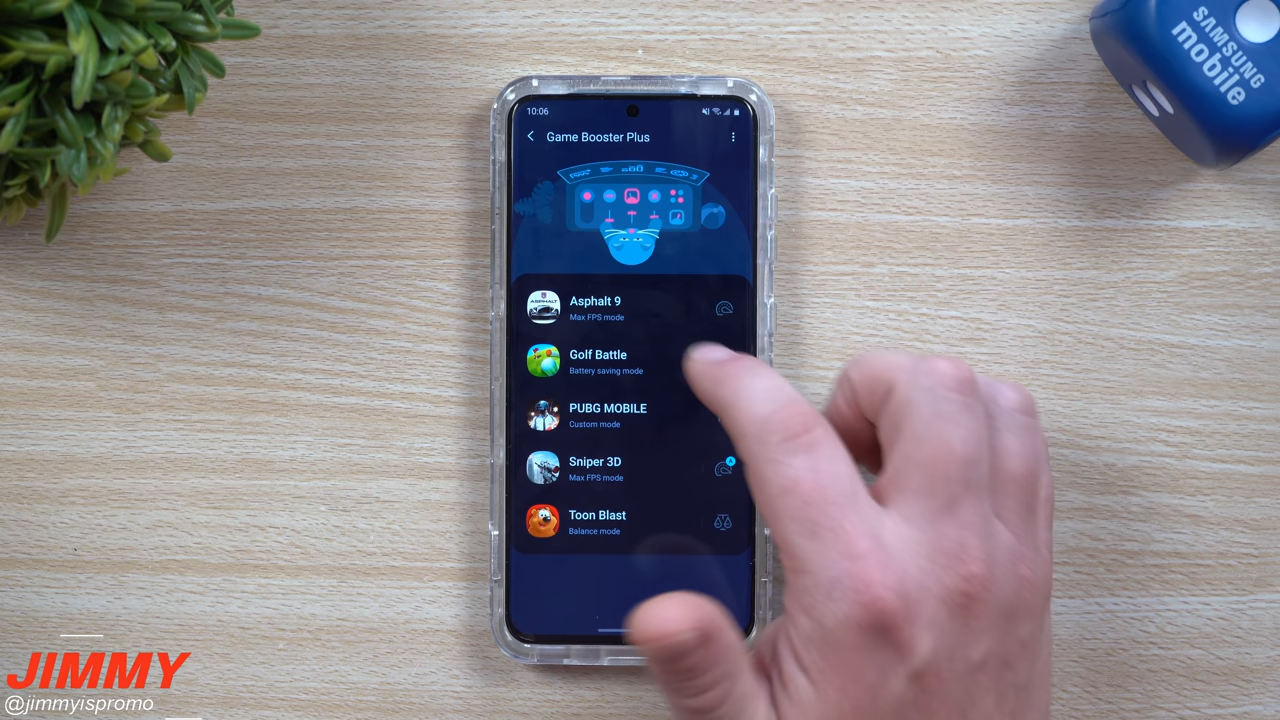 SAMSUNG
mobile
10:06
Game Booster Plus
Asphalt 9
Max FPS mode
Golf Battle
Battery saving mode
PUBG MOBILE
Custom mode
Sniper 3D
Max FPS mode
Toon Blast
Balance mode
ASPHALT
JIMMY
@jimmyispromo